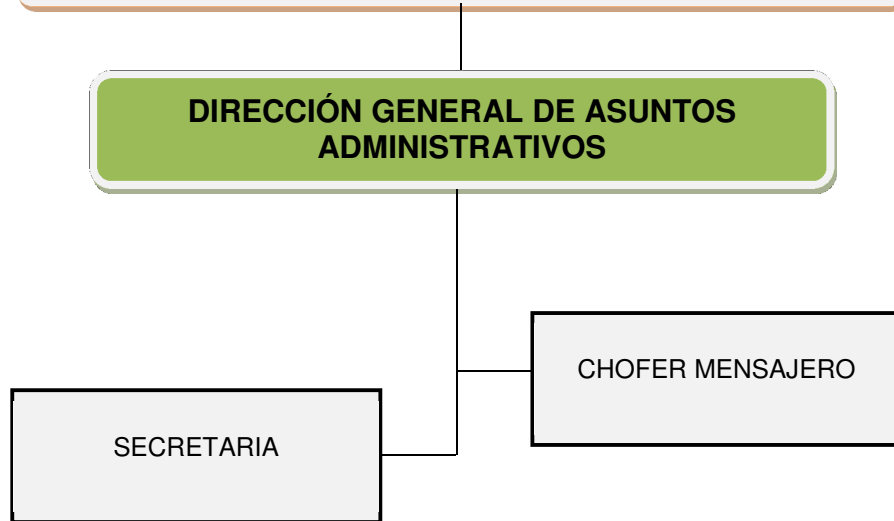 DIRECCIÓN GENERAL DE ASUNTOS
ADMINISTRATIVOS
CHOFER MENSAJERO
SECRETARIA